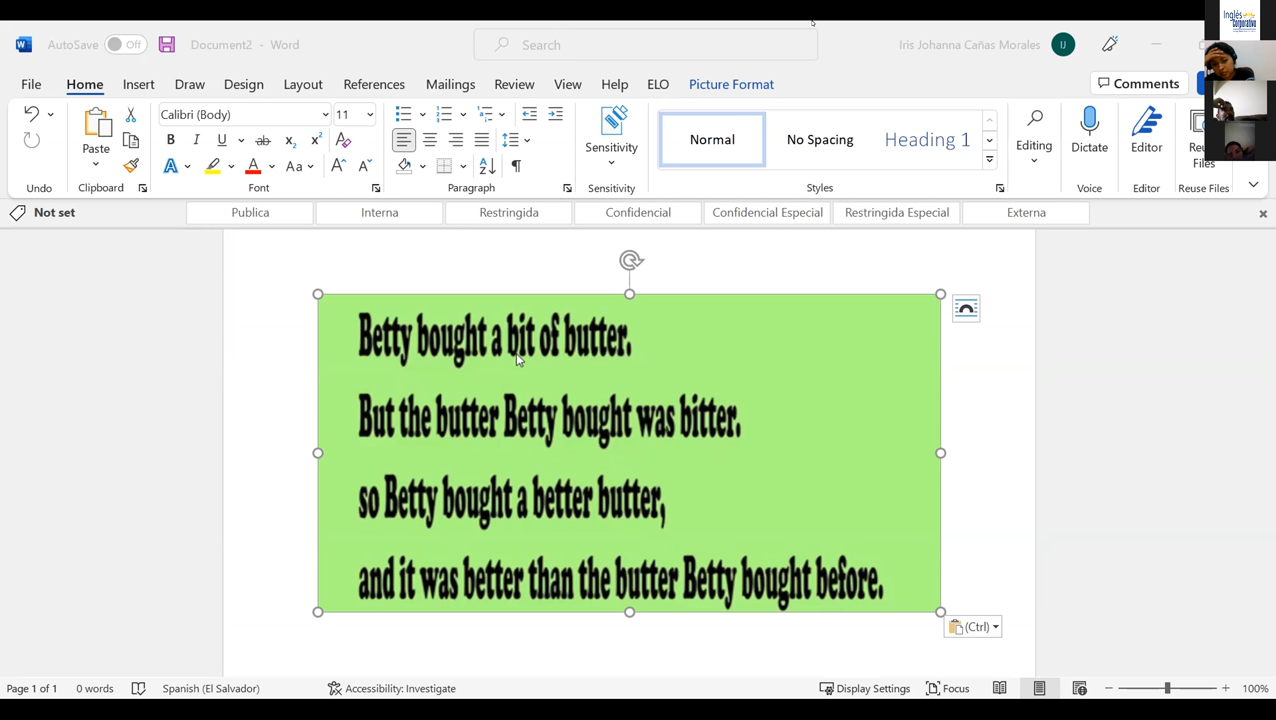 Inglés
Corporativo
AutoSave Off Document2 - Word Search Iris Johanna Cañas Morales IJ
File Home Insert Draw Design Layout References Mailings Review View Help ELO Picture Format Comments
Calibri (Body) 11
Paste Sensitivity Normal No Spacing Heading 1 Editing Dictate Editor
Files
Undo Clipboard Font Paragraph Sensitivity Styles Voice Editor Reuse Files
Not set Publica Interna Restringida Confidencial Confidencial Especial Restringida Especial Externa
Betty bought a bit of butter.
But the butter Betty bought was bitter.
so Betty bought a better butter,
and it was better than the butter Betty bought before.
(Ctrl)
Page 1 of 1 0 words Spanish (El Salvador) Accessibility: Investigate Display Settings Focus 100%